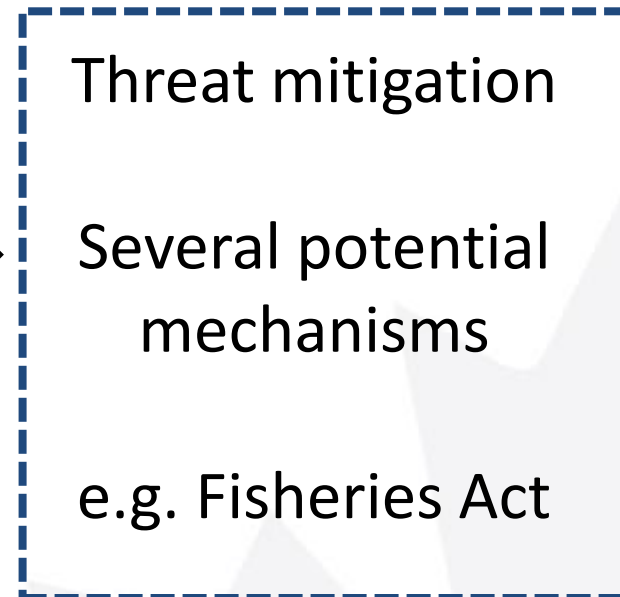 Threat mitigation
Several potential
mechanisms
e.g. Fisheries Act